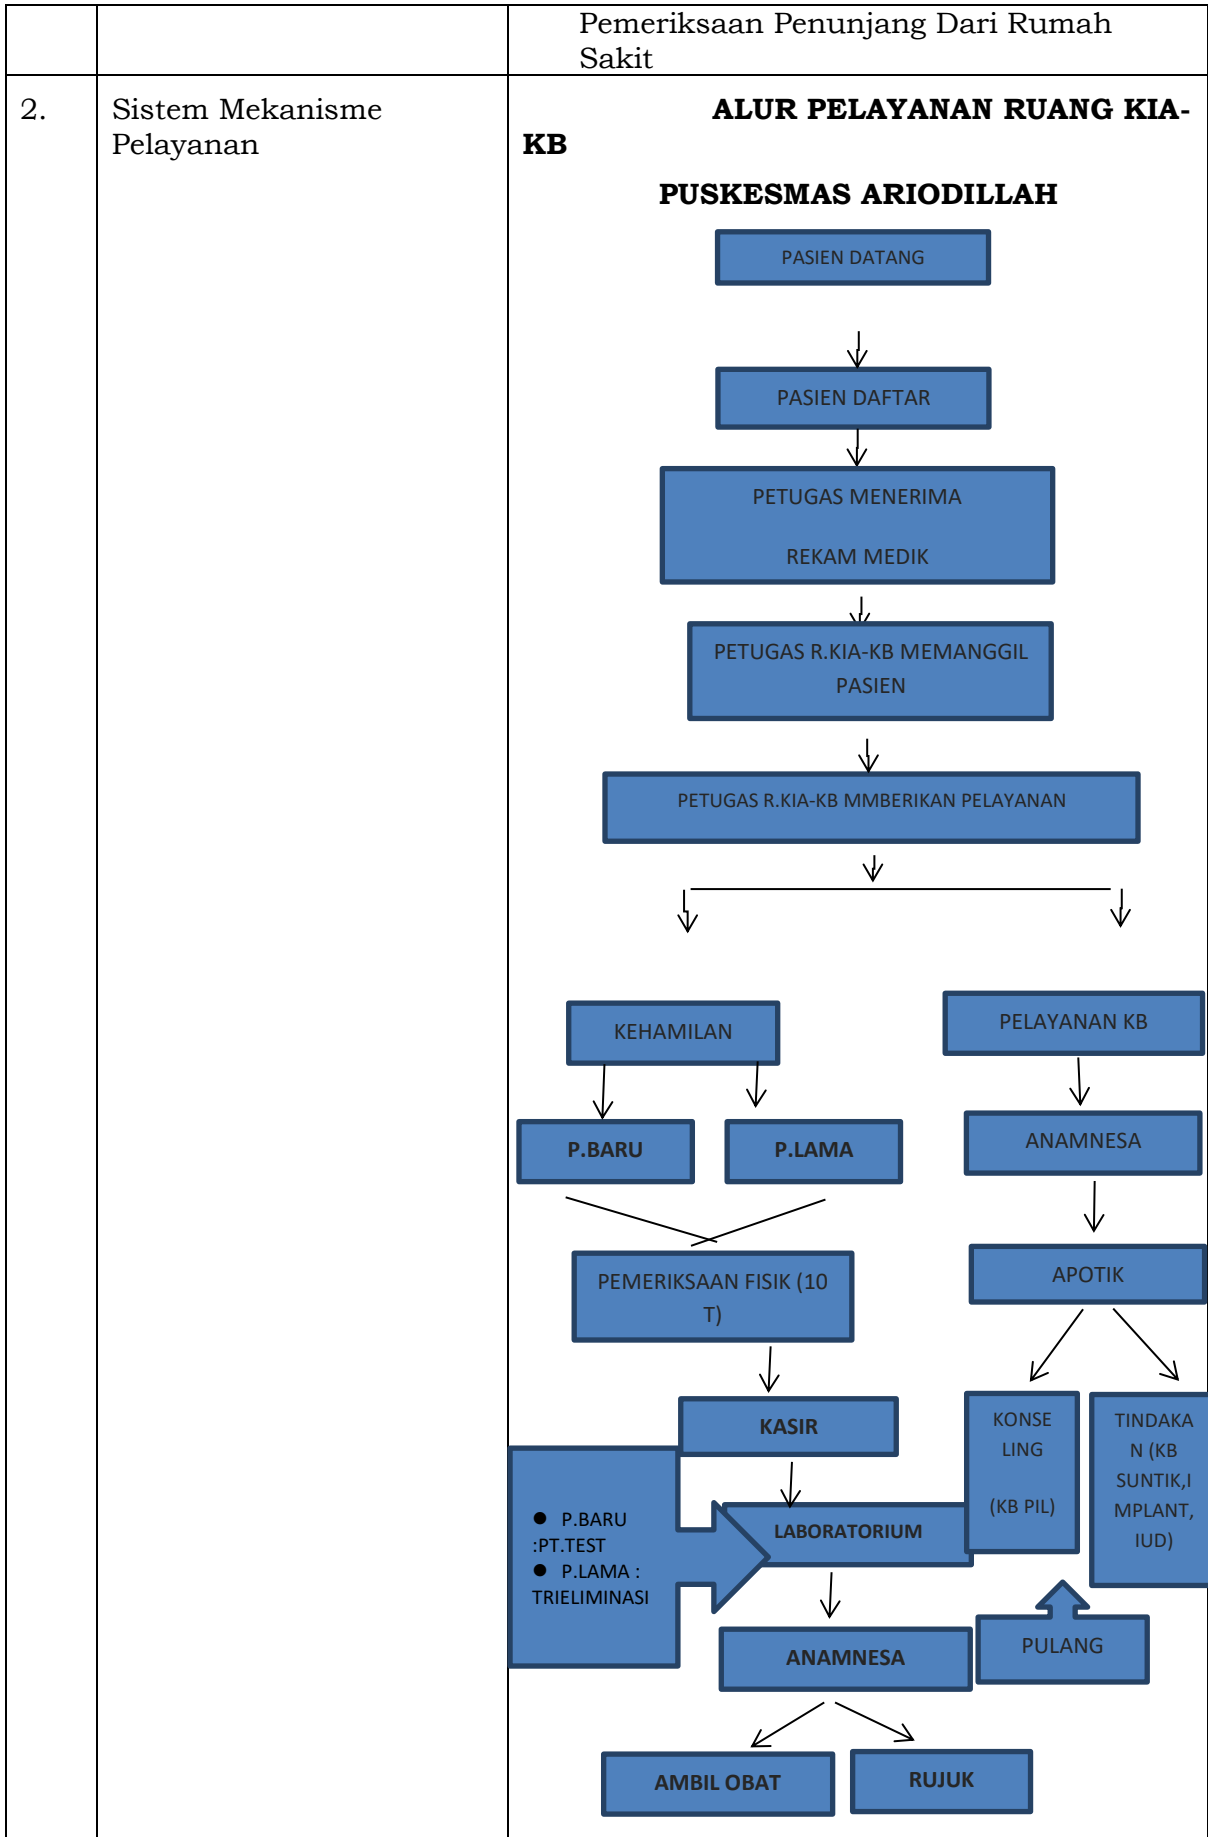 Pemeriksaan Penunjang Dari Rumah
Sakit
2.
Sistem Mekanisme
Pelayanan
ALUR PELAYANAN RUANG KIA-
KB
PUSKESMAS ARIODILLAH
PASIEN DATANG
PASIEN DAFTAR
PETUGAS MENERIMA
REKAM MEDIK
PETUGAS R.KIA-KB MEMANGGIL
PASIEN
PETUGAS R.KIA-KB MMBERIKAN PELAYANAN
KEHAMILAN
P.BARU
P.LAMA
PEMERIKSAAN FISIK (10
T)
KASIR
● P.BARU
:PT.TEST
● P.LAMA :
TRIELIMINASI
LABORATORIUM
ANAMNESA
AMBIL OBAT
RUJUK
PELAYANAN KB
ANAMNESA
APOTIK
KONSE
LING
(KB PIL)
TINDAKA
N (KB
SUNTIK,I
MPLANT,
IUD)
PULANG